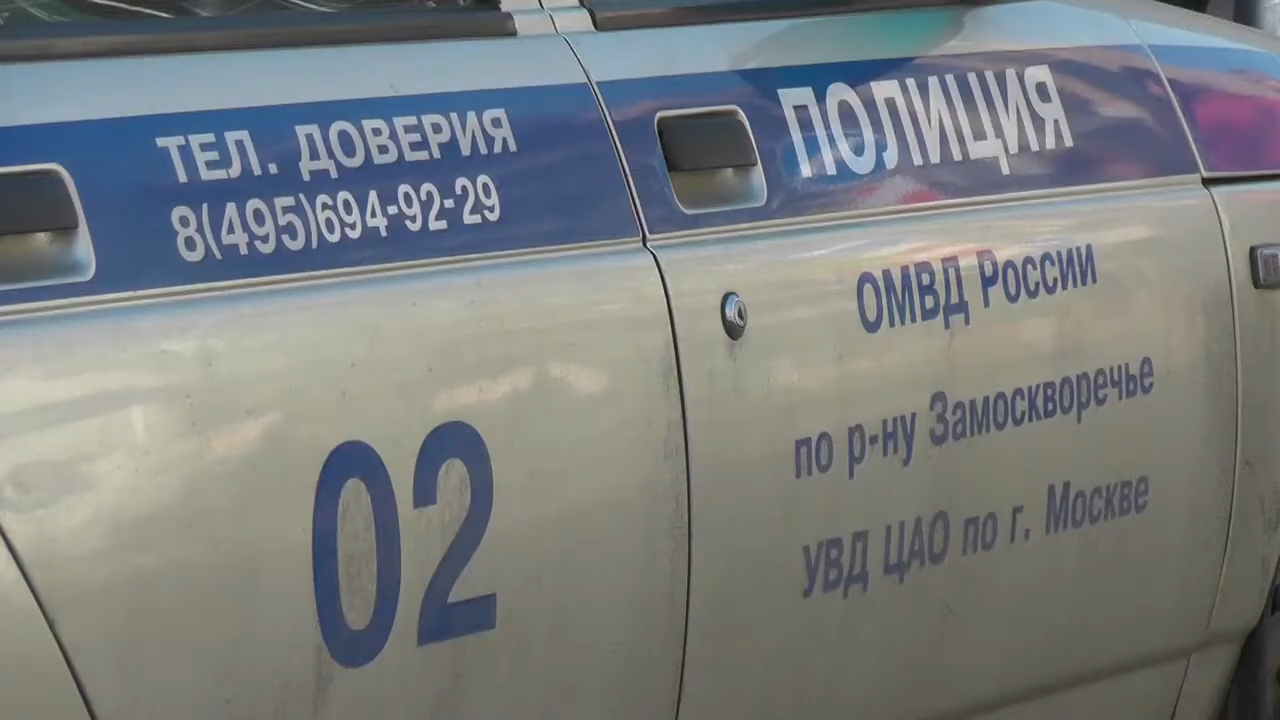 ТЕЛ. ДОВЕРИЯ
8(495)694-92-29
02
ПОЛИЦИЯ
ОМВД России
по р-ну Замоскворечье
УВД ЦАО по г. Москве